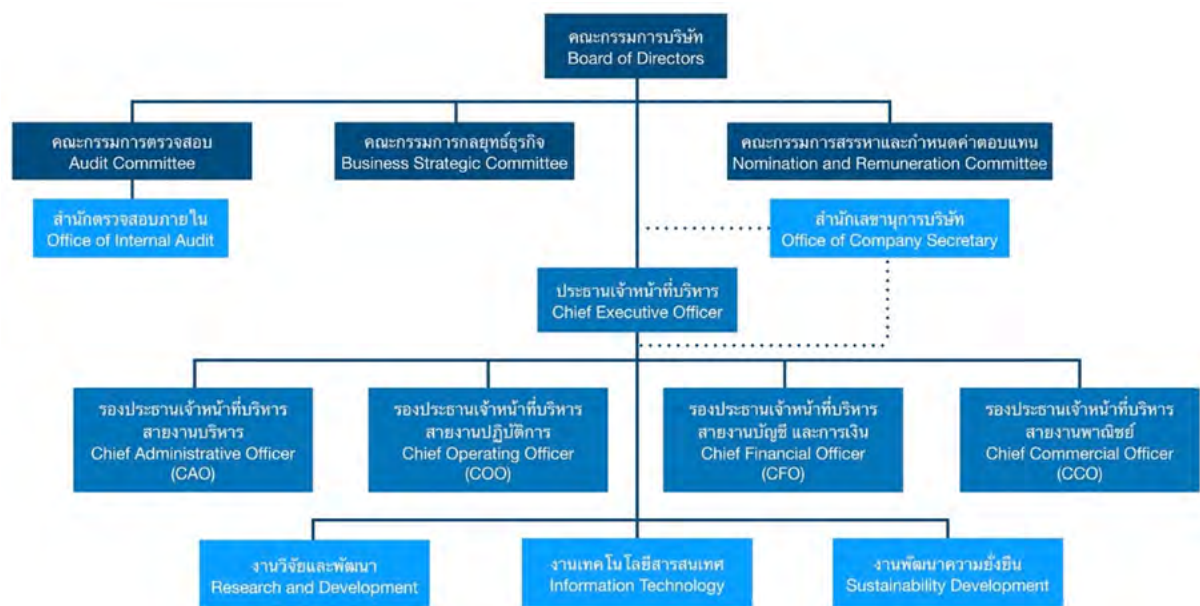 คณะกรรมการบริษัท
Board of Directors
คณะกรรมการตรวจสอบ
Audit Committee
คณะกรรมการกลยุทธ์ธุรกิจ
Business Strategic Committee
คณะกรรมการสรรหาและกำหนดค่าตอบแทน
Nomination and Remuneration Committee
สำนักตรวจสอบภายใน
Office of Internal Audit
สำนักเลขานุการบริษัท
Office of Company Secretary
ประธานเจ้าหน้าที่บริหาร
Chief Executive Officer
รองประธานเจ้าหน้าที่บริหาร
สายงานบริหาร
Chief Administrative Officer
(CAO)
รองประธานเจ้าหน้าที่บริหาร
สายงานปฏิบัติการ
Chief Operating Officer
(COO)
รองประธานเจ้าหน้าที่บริหาร
สายงานบัญชี และการเงิน
Chief Financial Officer
(CFO)
รองประธานเจ้าหน้าที่บริหาร
สายงานพาณิชย์
Chief Commercial Officer
(CCO)
งานวิจัยและพัฒนา
Research and Development
งานเทคโนโลยีสารสนเทศ
Information Technology
งานพัฒนาความยั่งยืน
Sustainability Development